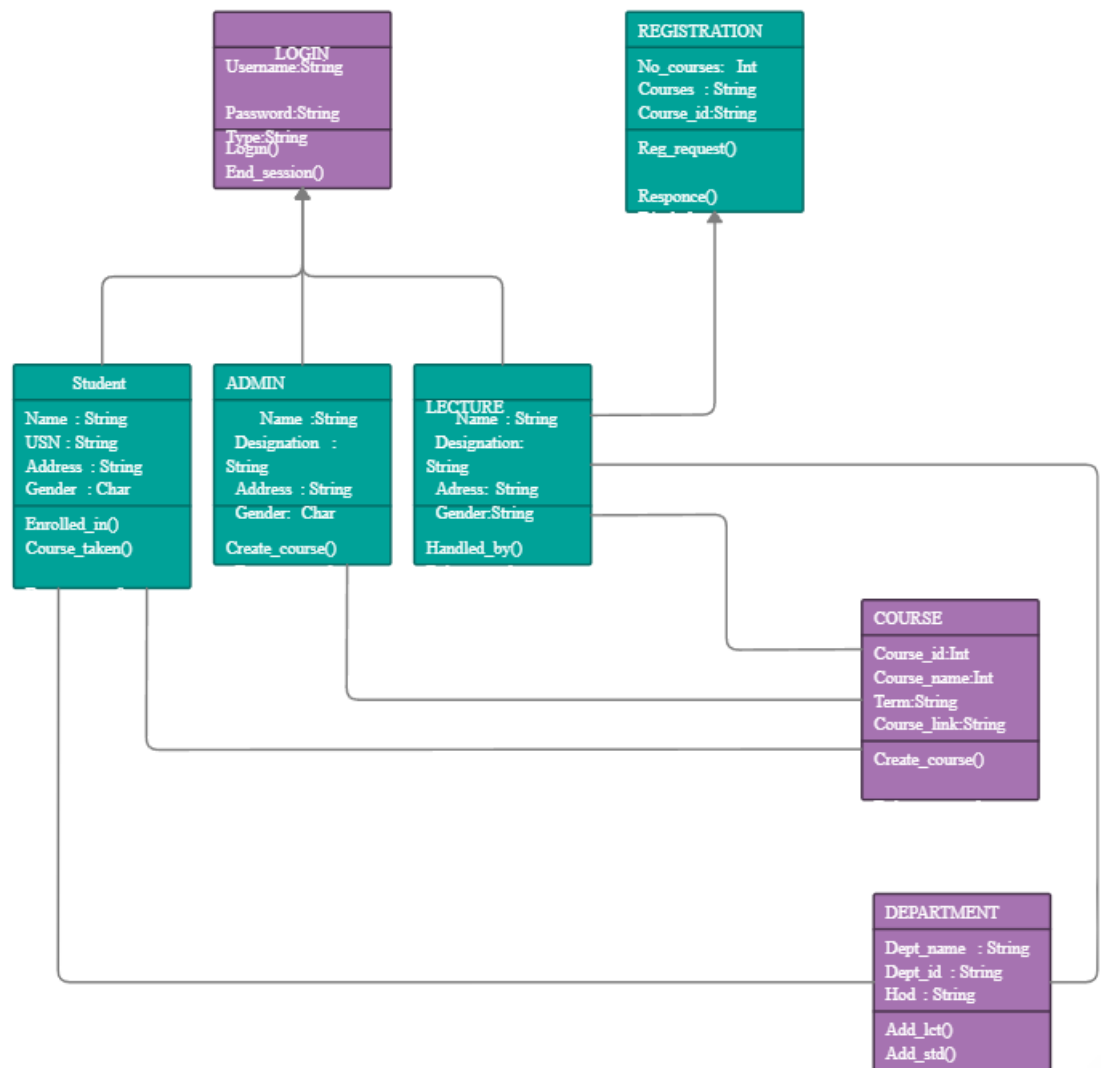 LOGIN
Username:String
Password:String
Type:String
Login()
End_session()
REGISTRATION
No_courses: Int
Courses : String
Course_id:String
Reg_request()
Responce()
Student
Name : String
USN : String
Address : String
Gender : Char
Enrolled_in()
Course_taken()
ADMIN
Name :String
Designation :
String
Address : String
Gender: Char
Create_course()
LECTURE
Name : String
Designation:
String
Adress: String
Gender:String
Handled_by()
COURSE
Course_id:Int
Course_name:Int
Term:String
Course_link:String
Create_course()
DEPARTMENT
Dept_name : String
Dept_id : String
Hod : String
Add_lct()
Add_std()